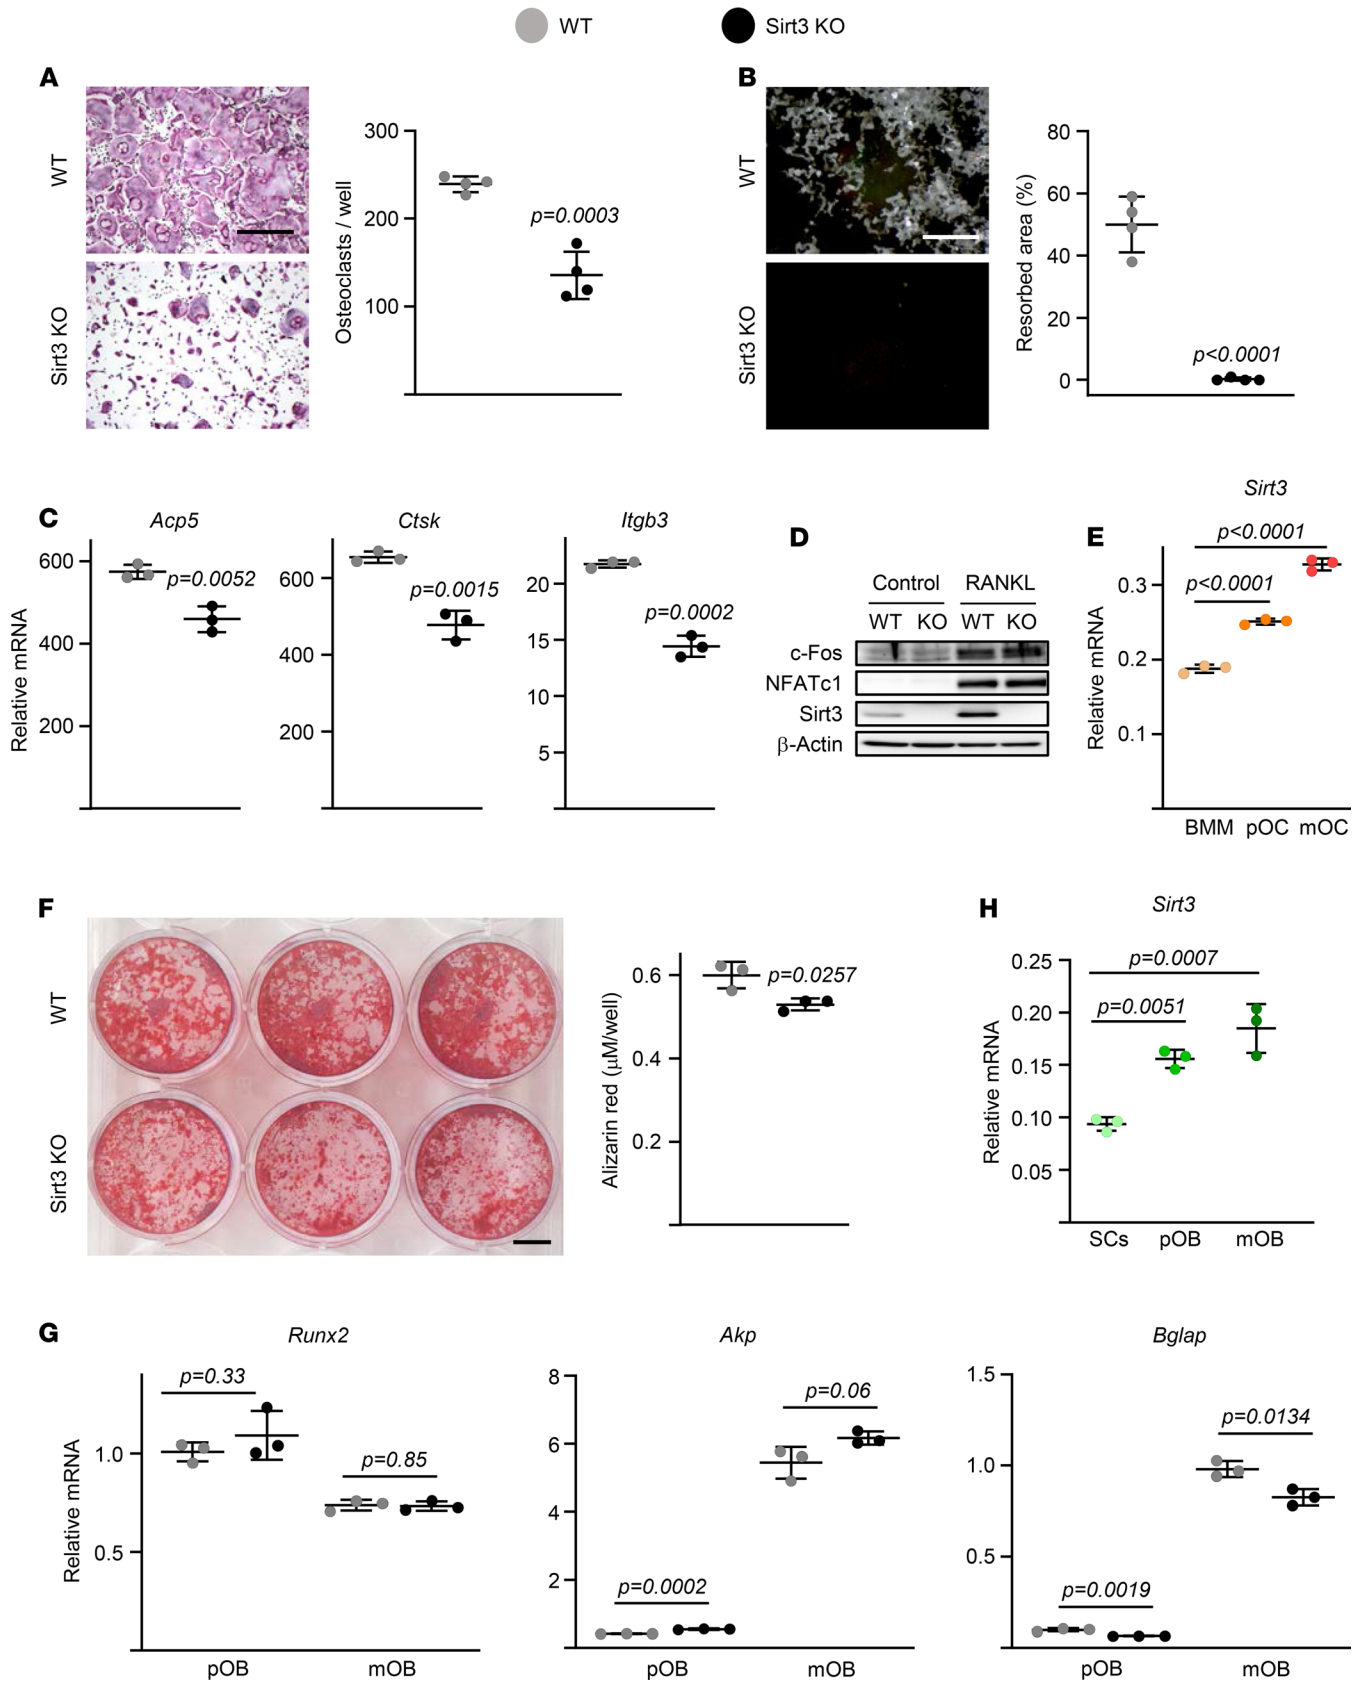 WT
Sirt3 KO
A
WT
Sirt3 KO
Osteoclasts / well
300
200
100
p=0.0003
B
WT
Sirt3 KO
Resorbed area (%)
80
60
40
20
0
p<0.0001
C
Relative mRNA
Acp5
600
400
200
p=0.0052
Ctsk
600
400
200
p=0.0015
Itgb3
20
15
10
5
p=0.0002
D
Control RANKL
WT KO WT KO
c-Fos
NFATc1
Sirt3
β-Actin
E
Sirt3
p<0.0001
p<0.0001
Relative mRNA
0.3
0.2
0.1
BMM pOC mOC
F
WT
Sirt3 KO
Alizarin red (μM/well)
0.6
0.4
0.2
p=0.0257
H
Sirt3
p=0.0007
p=0.0051
Relative mRNA
0.25
0.20
0.15
0.10
0.05
SCs pOB mOB
G
Relative mRNA
Runx2
p=0.33
p=0.85
1.0
0.5
pOB mOB
Akp
8
6
4
2
p=0.06
p=0.0002
pOB mOB
Bglap
1.5
1.0
0.5
p=0.0134
p=0.0019
pOB mOB